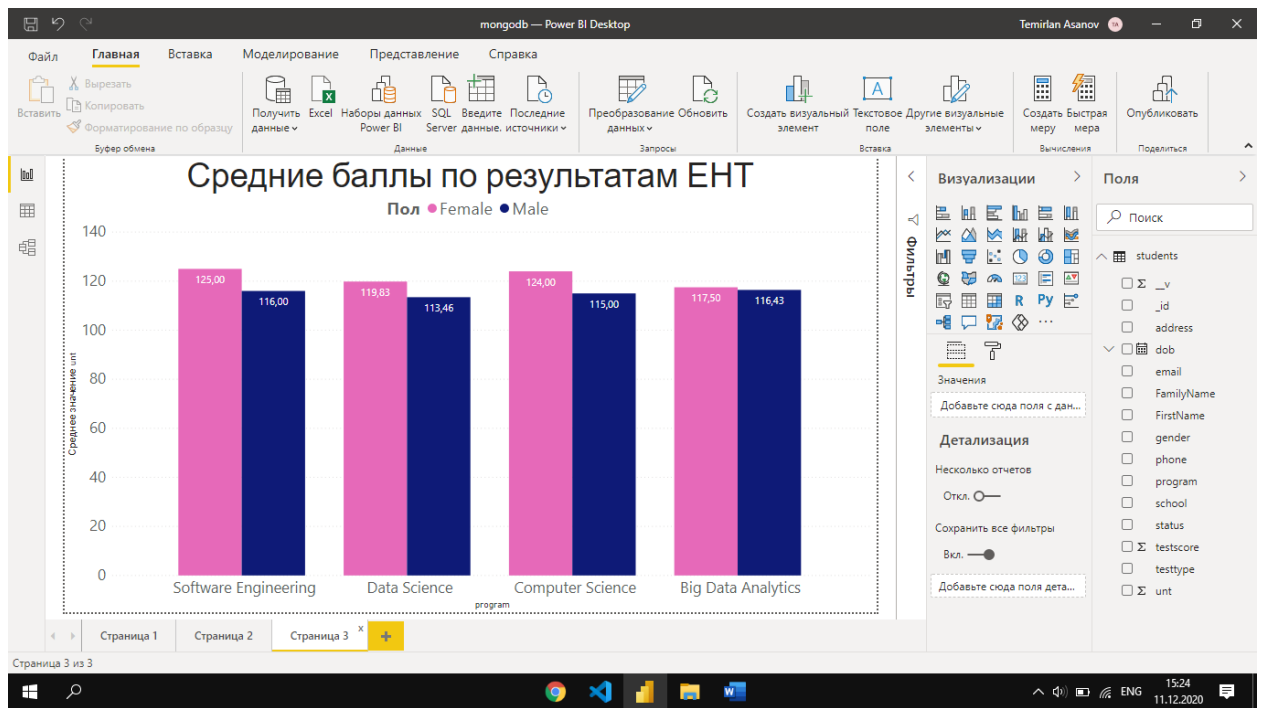 mongodb — Power BI Desktop
Temirlan Asanov
TA
Файл Главная Вставка Моделирование Представление Справка
Вставить
Вырезать
Копировать
Форматирование по образцу
Буфер обмена
Получить данные
Excel
Наборы данных Power BI
SQL Server
Введите данные.
Последние источники
Данные
Преобразование данных
Обновить
Запросы
Создать визуальный элемент
Текстовое поле
Другие визуальные элементы
Вставка
Создать меру
Быстрая мера
Вычисления
Опубликовать
Поделиться
Средние баллы по результатам ЕНТ
Пол Female Male
Среднее значение unt
140
120
100
80
60
40
20
0
125,00
116,00
119,83
113,46
124,00
115,00
117,50
116,43
Software Engineering Data Science Computer Science Big Data Analytics
program
Фильтры
Визуализации
R Py
123
...
Значения
Добавьте сюда поля с дан...
Детализация
Несколько отчетов
Откл.
Сохранить все фильтры
Вкл.
Добавьте сюда поля дета...
Поля
Поиск
students
Σ __v
_id
address
dob
email
FamilyName
FirstName
gender
phone
program
school
status
Σ testscore
testtype
Σ unt
Страница 1 Страница 2 Страница 3 x +
Страница 3 из 3
ENG
15:24
11.12.2020